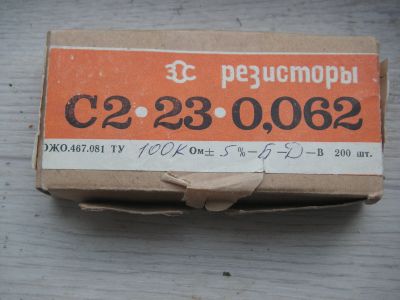 резисторы
С2·23·0,062
ОЖО.467.081 ТУ 100К Ом ± 5 % – Б – Д – В 200 шт.